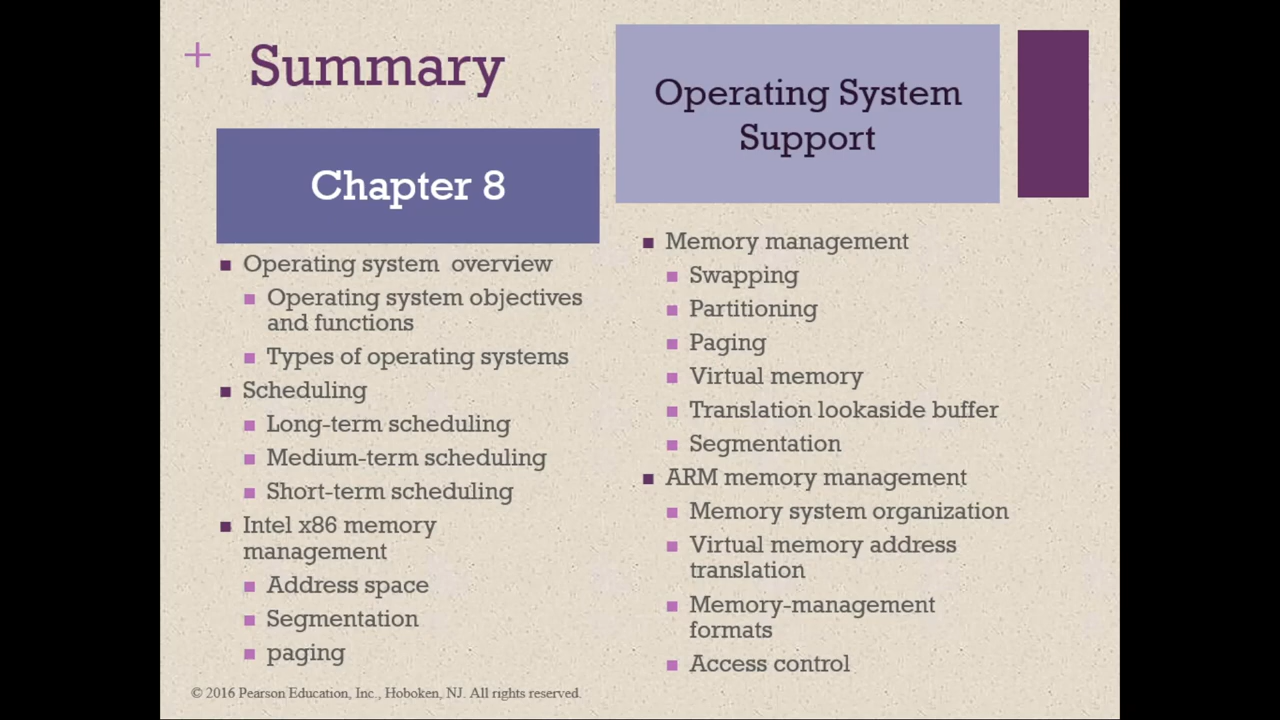 +
Summary
Chapter 8
Operating system overview
Operating system objectives
and functions
Types of operating systems
Scheduling
Long-term scheduling
Medium-term scheduling
Short-term scheduling
Intel x86 memory
management
Address space
Segmentation
paging
Operating System
Support
Memory management
Swapping
Partitioning
Paging
Virtual memory
Translation lookaside buffer
Segmentation
ARM memory management
Memory system organization
Virtual memory address
translation
Memory-management
formats
Access control
© 2016 Pearson Education, Inc., Hoboken, NJ. All rights reserved.